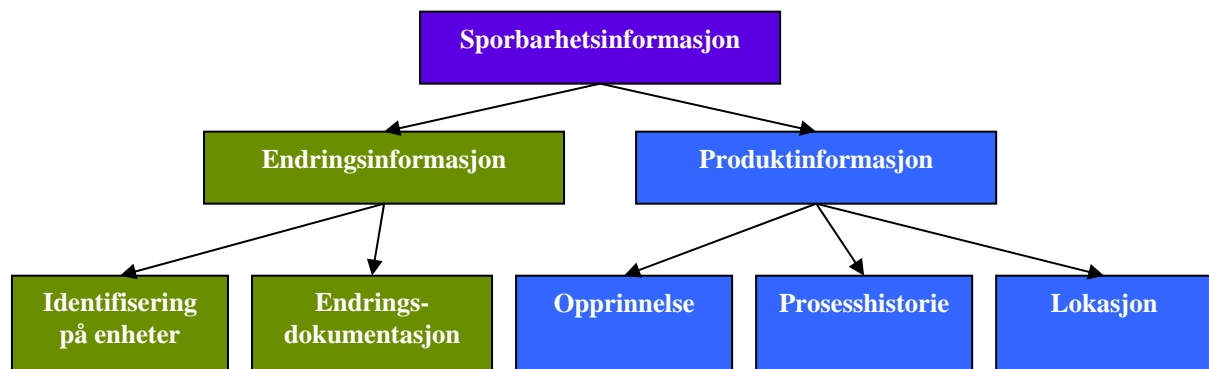 Sporbarhetsinformasjon
Endringsinformasjon
Produktinformasjon
Identifisering
på enheter
Endrings-
dokumentasjon
Opprinnelse
Prosesshistorie
Lokasjon